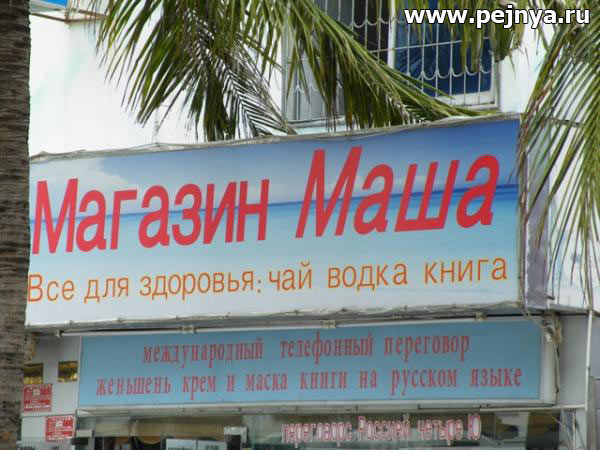 www.pejnya.ru
Магазин Маша
Все для здоровья: чай водка книга
международный телефонный переговор
женьшень крем и маска книги на русском языке
переговорс Россией четыре Ю